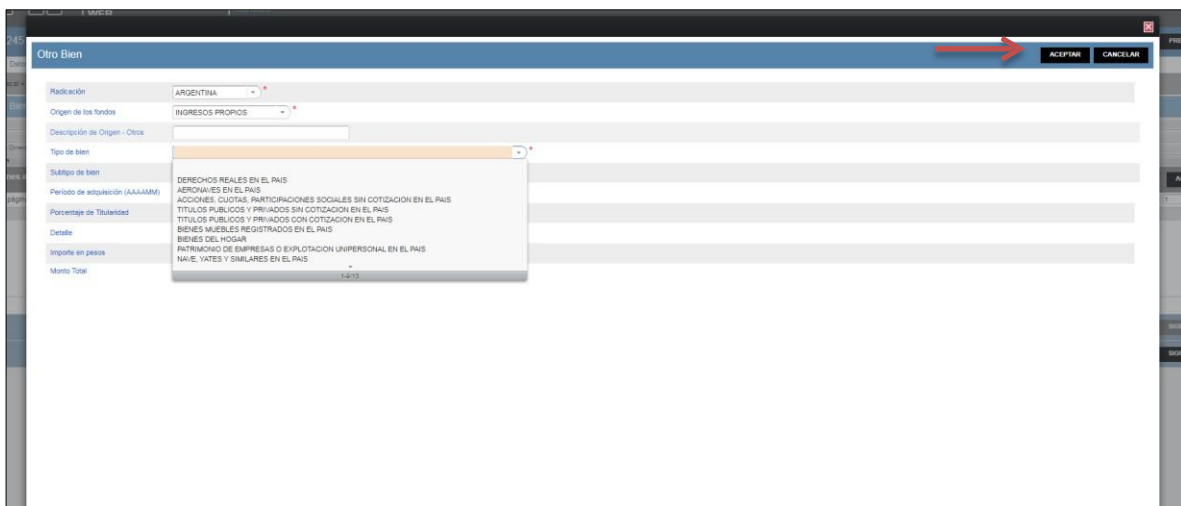 WEB
245
PRE
Otro Bien
ACEPTAR CANCELAR
Radicación ARGENTINA *
Origen de los fondos INGRESOS PROPIOS *
Descripción de Origen - Otros
Tipo de bien *
Subtipo de bien
DERECHOS REALES EN EL PAIS
Período de adquisición (AAAAMM)
AERONAVES EN EL PAIS
ACCIONES, CUOTAS, PARTICIPACIONES SOCIALES SIN COTIZACION EN EL PAIS
Porcentaje de Titularidad
TITULOS PUBLICOS Y PRIVADOS SIN COTIZACION EN EL PAIS
TITULOS PUBLICOS Y PRIVADOS CON COTIZACION EN EL PAIS
Detalle
BIENES MUEBLES REGISTRADOS EN EL PAIS
BIENES DEL HOGAR
Importe en pesos
PATRIMONIO DE EMPRESAS O EXPLOTACION UNIPERSONAL EN EL PAIS
NAVE, YATES Y SIMILARES EN EL PAIS
Monto Total
1-9/13